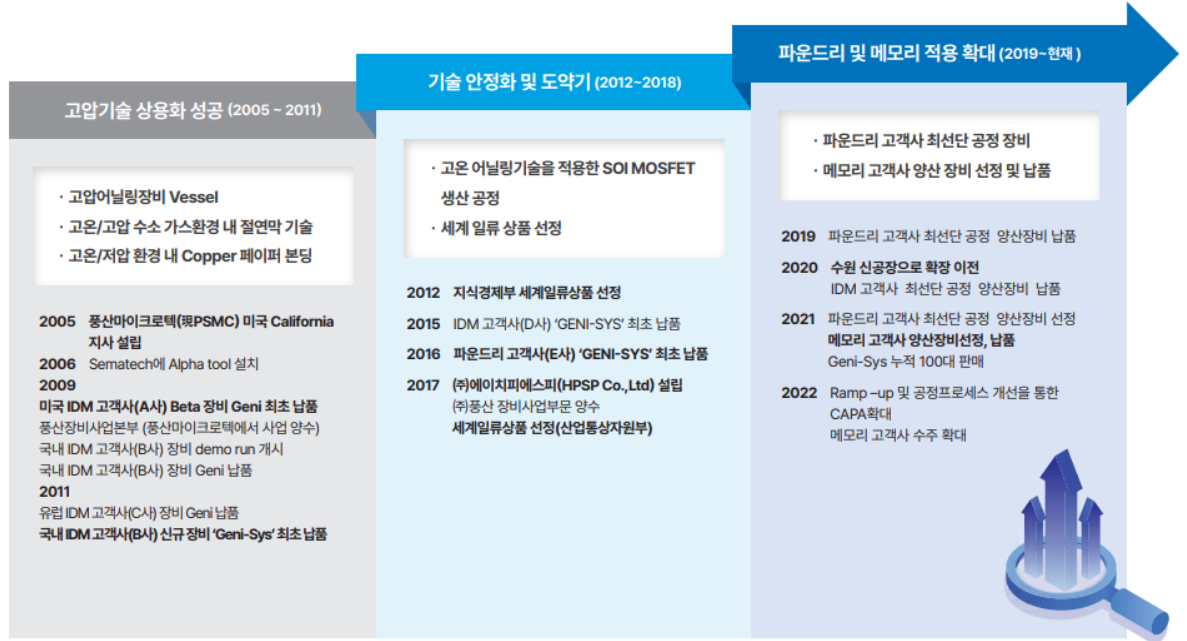 고압기술 상용화 성공 (2005 ~ 2011)
· 고압어닐링장비 Vessel
· 고온/고압 수소 가스환경 내 절연막 기술
· 고온/저압 환경 내 Copper 페이퍼 본딩
2005 풍산마이크로텍(現PSMC) 미국 California
지사 설립
2006 Sematech에 Alpha tool 설치
2009
미국 IDM 고객사(A사) Beta 장비 Geni 최초 납품
풍산장비사업본부 (풍산마이크로텍에서 사업 양수)
국내 IDM 고객사(B사) 장비 demo run 개시
국내 IDM 고객사(B사) 장비 Geni 납품
2011
유럽 IDM 고객사(C사) 장비 Geni 납품
국내 IDM 고객사(B사) 신규 장비 ‘Geni-Sys’ 최초 납품
기술 안정화 및 도약기 (2012~2018)
· 고온 어닐링기술을 적용한 SOI MOSFET
생산 공정
· 세계 일류 상품 선정
2012 지식경제부 세계일류상품 선정
2015 IDM 고객사(D사) ‘GENI-SYS’ 최초 납품
2016 파운드리 고객사(E사) ‘GENI-SYS’ 최초 납품
2017 ㈜에이치피에스피(HPSP Co.,Ltd) 설립
㈜풍산 장비사업부문 양수
세계일류상품 선정(산업통상자원부)
파운드리 및 메모리 적용 확대 (2019~현재 )
· 파운드리 고객사 최선단 공정 장비
· 메모리 고객사 양산 장비 선정 및 납품
2019 파운드리 고객사 최선단 공정 양산장비 납품
2020 수원 신공장으로 확장 이전
IDM 고객사 최선단 공정 양산장비 납품
2021 파운드리 고객사 최선단 공정 양산장비 선정
메모리 고객사 양산장비선정, 납품
Geni-Sys 누적 100대 판매
2022 Ramp –up 및 공정프로세스 개선을 통한
CAPA확대
메모리 고객사 수주 확대